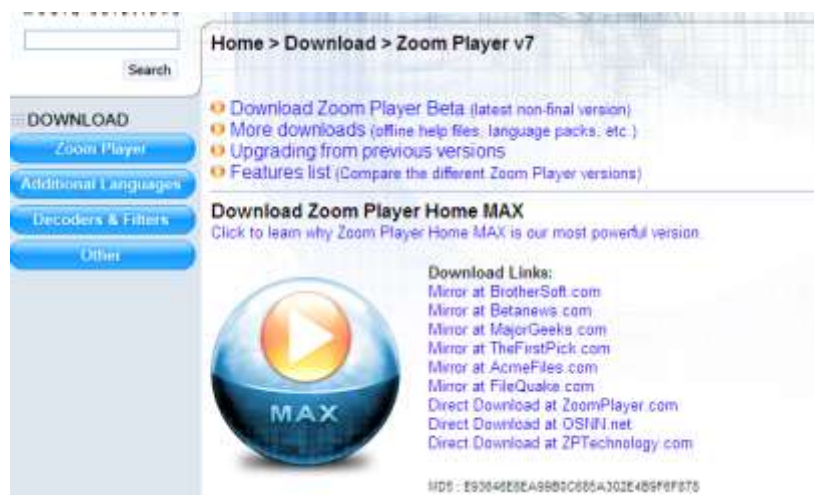 Home > Download > Zoom Player v7
Search
DOWNLOAD
Zoom Player
Additional Languages
Decoders & Filters
Other
Download Zoom Player Beta (latest non-final version)
More downloads (offline help files, language packs, etc.)
Upgrading from previous versions
Features list (Compare the different Zoom Player versions)
Download Zoom Player Home MAX
Click to learn why Zoom Player Home MAX is our most powerful version.
MAX
Download Links:
Mirror at BrotherSoft.com
Mirror at Betanews.com
Mirror at MajorGeeks.com
Mirror at TheFirstPick.com
Mirror at AcmeFiles.com
Mirror at FileQuake.com
Direct Download at ZoomPlayer.com
Direct Download at OSNN.net
Direct Download at ZPTechnology.com
MD5 :